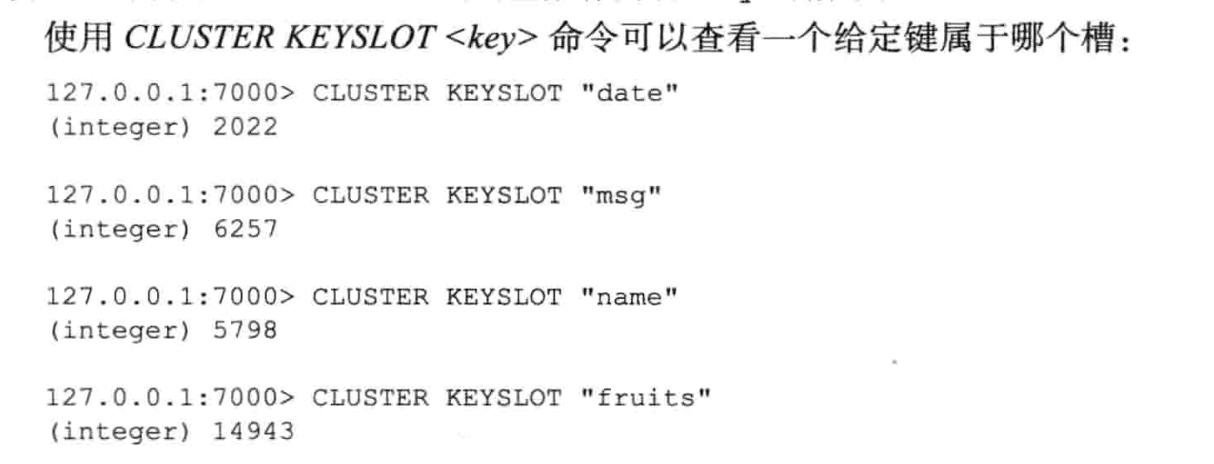 使用 CLUSTER KEYSLOT <key> 命令可以查看一个给定键属于哪个槽：
127.0.0.1:7000> CLUSTER KEYSLOT "date"
(integer) 2022
127.0.0.1:7000> CLUSTER KEYSLOT "msg"
(integer) 6257
127.0.0.1:7000> CLUSTER KEYSLOT "name"
(integer) 5798
127.0.0.1:7000> CLUSTER KEYSLOT "fruits"
(integer) 14943